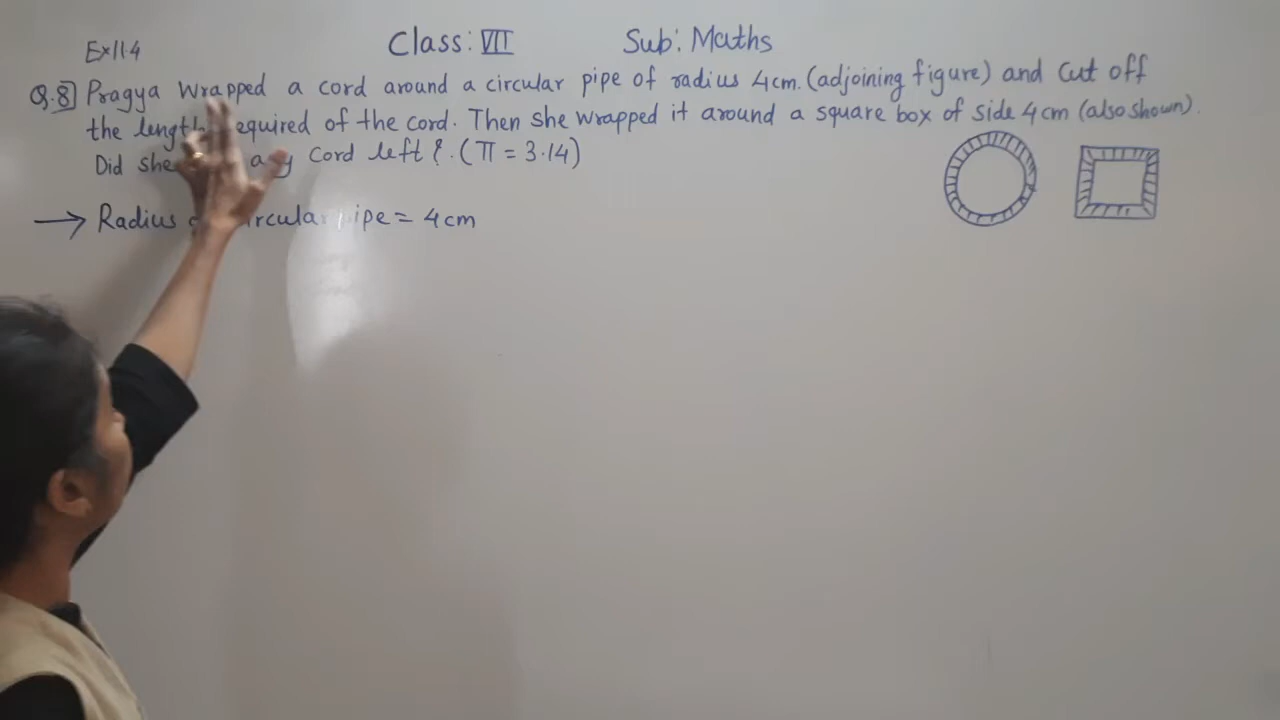 Class: VII Sub: Maths
Ex 11.4
Q.8] Pragya Wrapped a cord around a circular pipe of radius 4cm. (adjoining figure) and cut off
the length required of the cord. Then she wrapped it around a square box of side 4cm (also shown).
Did she any Cord left ?. (π = 3.14)
→ Radius circular pipe = 4cm